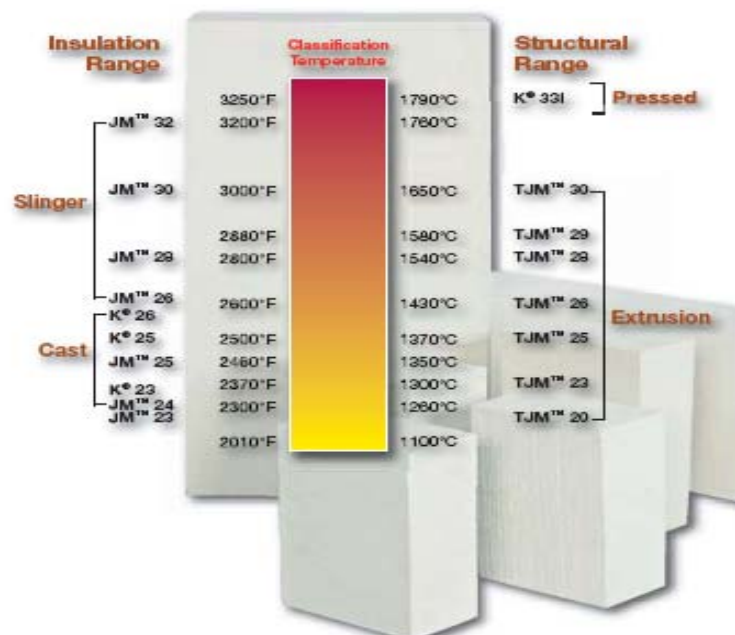 Insulation
Range
Classification
Temperature
Structural
Range
3250°F
1790°C
K® 33I
Pressed
JM™ 32
3200°F
1760°C
Slinger
JM™ 30
3000°F
1650°C
TJM™ 30
2880°F
1580°C
TJM™ 29
JM™ 28
2800°F
1540°C
TJM™ 28
JM™ 26
2600°F
1430°C
TJM™ 26
Extrusion
K® 26
Cast
K® 25
2500°F
1370°C
TJM™ 25
JM™ 25
2460°F
1350°C
K® 23
2370°F
1300°C
TJM™ 23
JM™ 24
2300°F
1260°C
JM™ 23
TJM™ 20
2010°F
1100°C